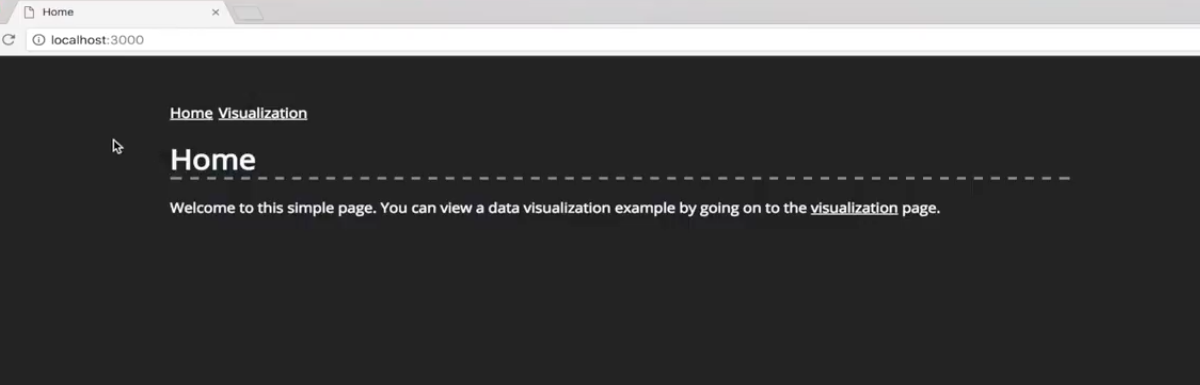 Home
localhost:3000
Home Visualization
Home
Welcome to this simple page. You can view a data visualization example by going on to the visualization page.